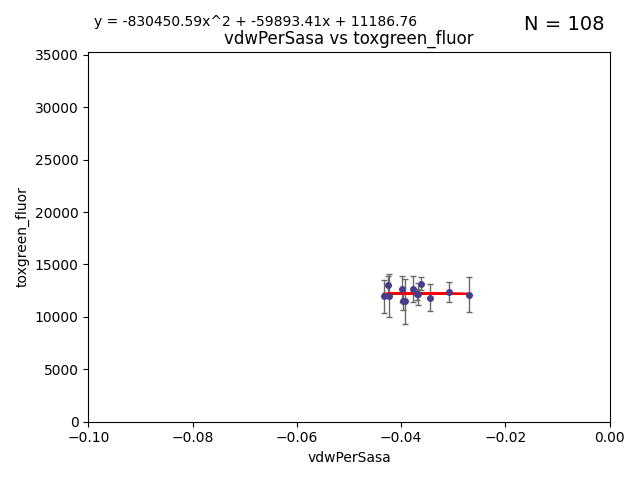 y = -830450.59x^2 + -59893.41x + 11186.76
N = 108
vdwPerSasa vs toxgreen_fluor
35000
30000
25000
20000
15000
10000
5000
0
toxgreen_fluor
−0.10 −0.08 −0.06 −0.04 −0.02 0.00
vdwPerSasa